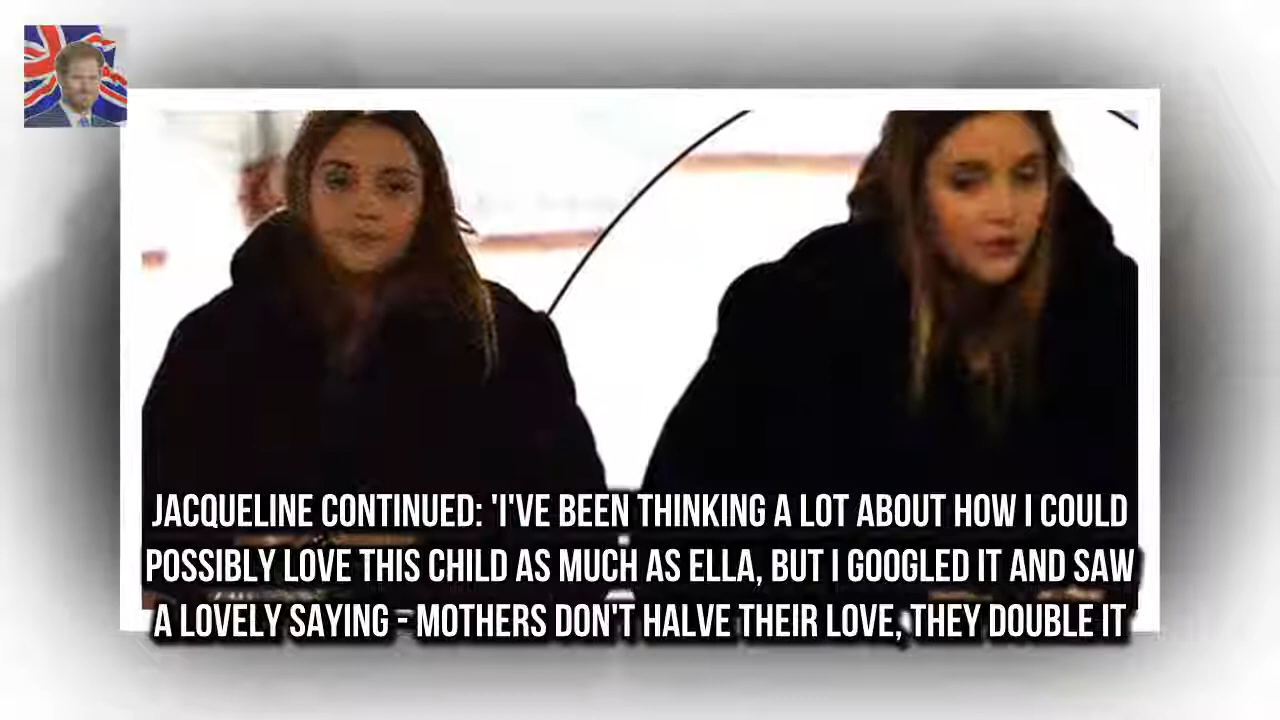 JACQUELINE CONTINUED: 'I'VE BEEN THINKING A LOT ABOUT HOW I COULD
POSSIBLY LOVE THIS CHILD AS MUCH AS ELLA, BUT I GOOGLED IT AND SAW
A LOVELY SAYING - MOTHERS DON'T HALVE THEIR LOVE, THEY DOUBLE IT